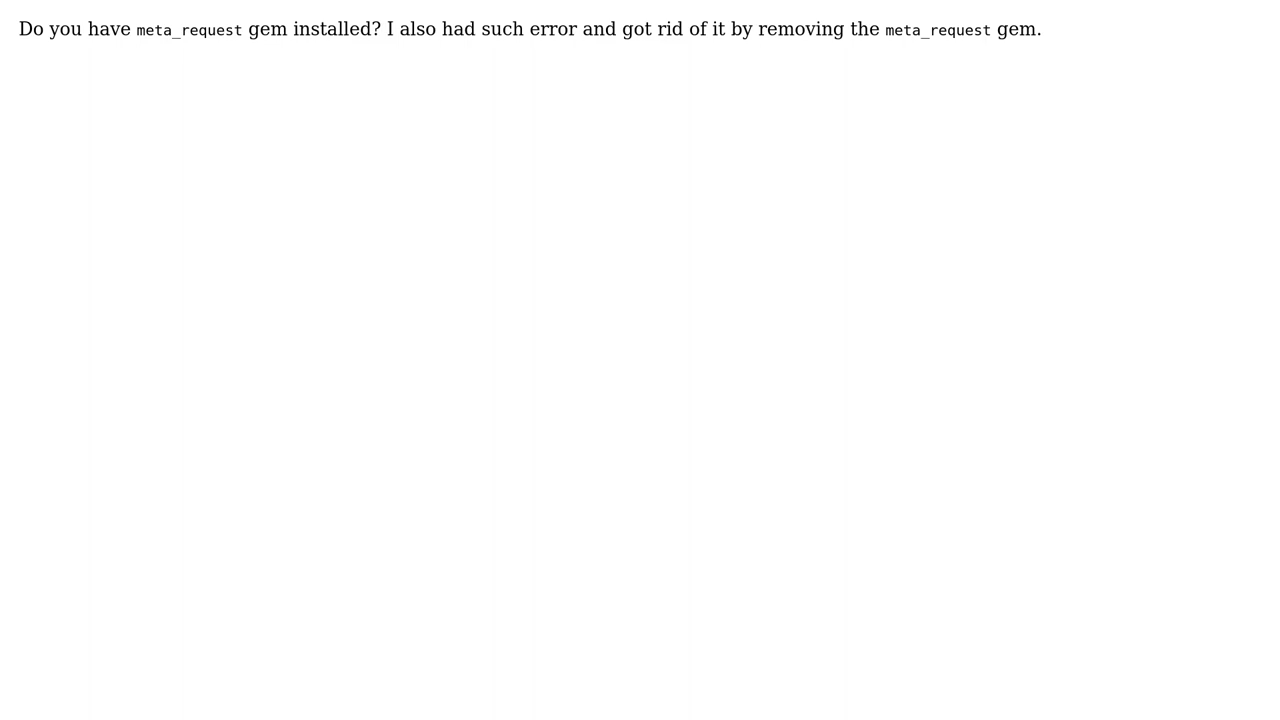 Do you have meta_request gem installed? I also had such error and got rid of it by removing the meta_request gem.